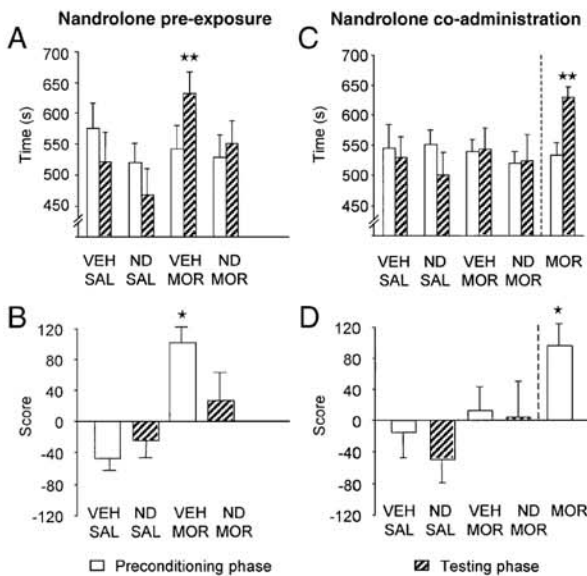 Nandrolone pre-exposure
Nandrolone co-administration
A
Time (s)
700
650
600
550
500
450
★★
VEH SAL
ND SAL
VEH MOR
ND MOR
C
Time (s)
700
650
600
550
500
450
★★
VEH SAL
ND SAL
VEH MOR
ND MOR
MOR
B
Score
120
80
40
0
-40
-80
-120
★
VEH SAL
ND SAL
VEH MOR
ND MOR
D
Score
120
80
40
0
-40
-80
-120
★
VEH SAL
ND SAL
VEH MOR
ND MOR
MOR
Preconditioning phase
Testing phase